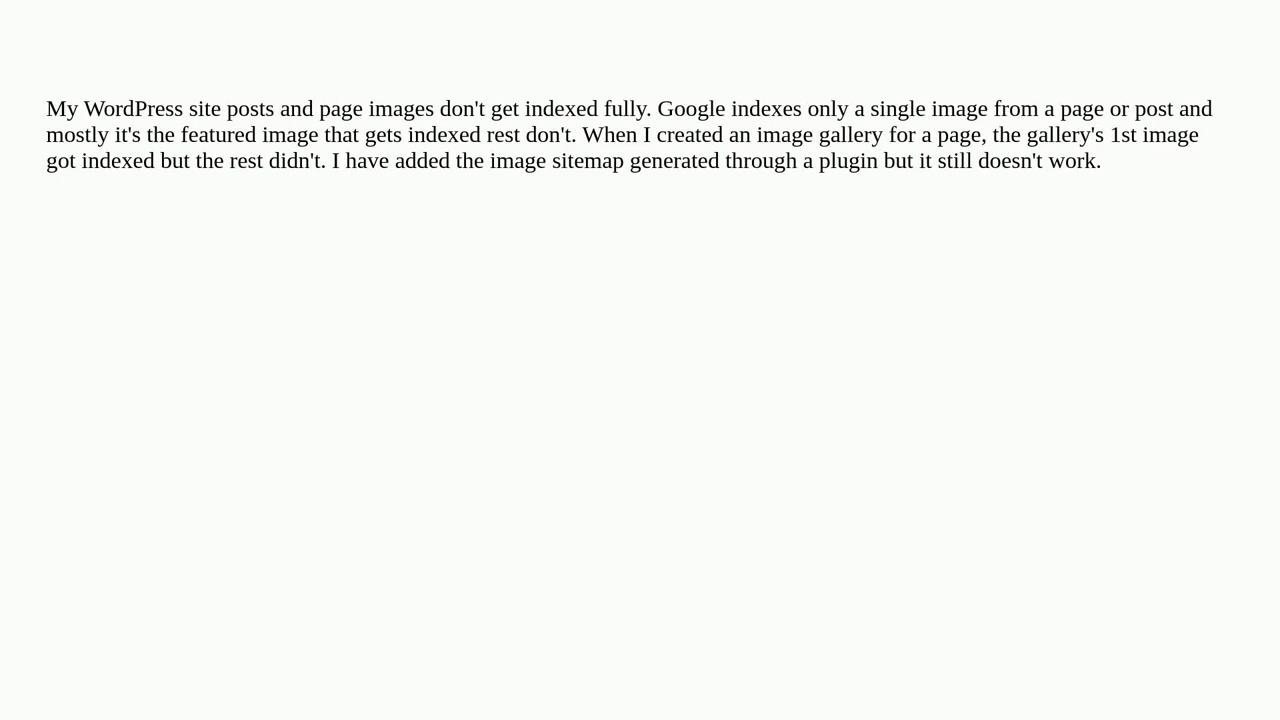 My WordPress site posts and page images don't get indexed fully. Google indexes only a single image from a page or post and
mostly it's the featured image that gets indexed rest don't. When I created an image gallery for a page, the gallery's 1st image
got indexed but the rest didn't. I have added the image sitemap generated through a plugin but it still doesn't work.